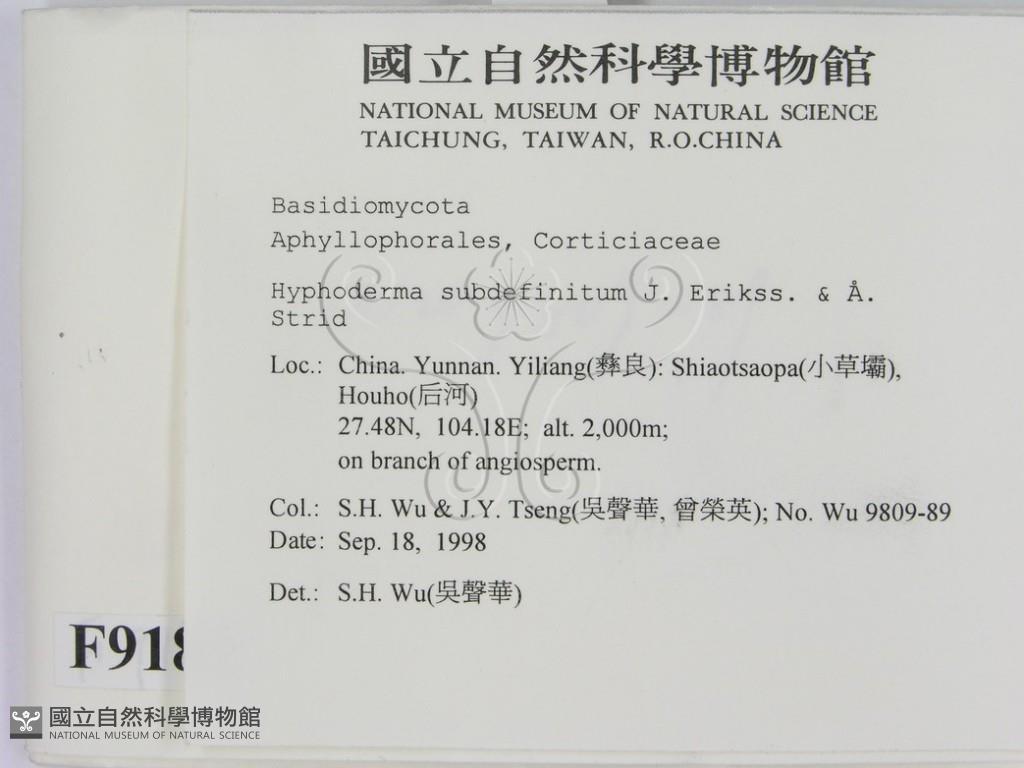 國立自然科學博物館
NATIONAL MUSEUM OF NATURAL SCIENCE
TAICHUNG, TAIWAN, R.O.CHINA
Basidiomycota
Aphyllophorales, Corticiaceae
Hyphoderma subdefinitum J. Erikss. & Å.
Strid
Loc.: China. Yunnan. Yiliang(彝良): Shiaotsaopa(小草壩),
Houho(后河)
27.48N, 104.18E; alt. 2,000m;
on branch of angiosperm.
Col.: S.H. Wu & J.Y. Tseng(吳聲華, 曾榮英); No. Wu 9809-89
Date: Sep. 18, 1998
Det.: S.H. Wu(吳聲華)
F918
國立自然科學博物館
NATIONAL MUSEUM OF NATURAL SCIENCE